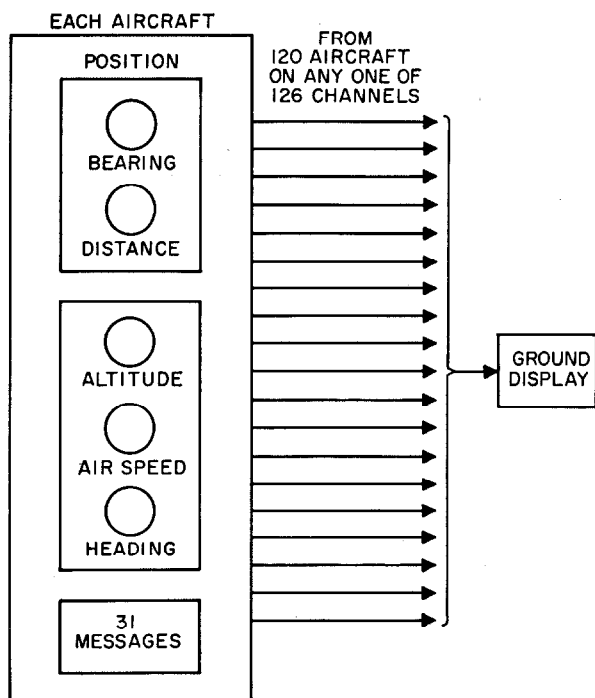 EACH AIRCRAFT
POSITION
BEARING
DISTANCE
ALTITUDE
AIR SPEED
HEADING
31
MESSAGES
FROM
120 AIRCRAFT
ON ANY ONE OF
126 CHANNELS
GROUND
DISPLAY